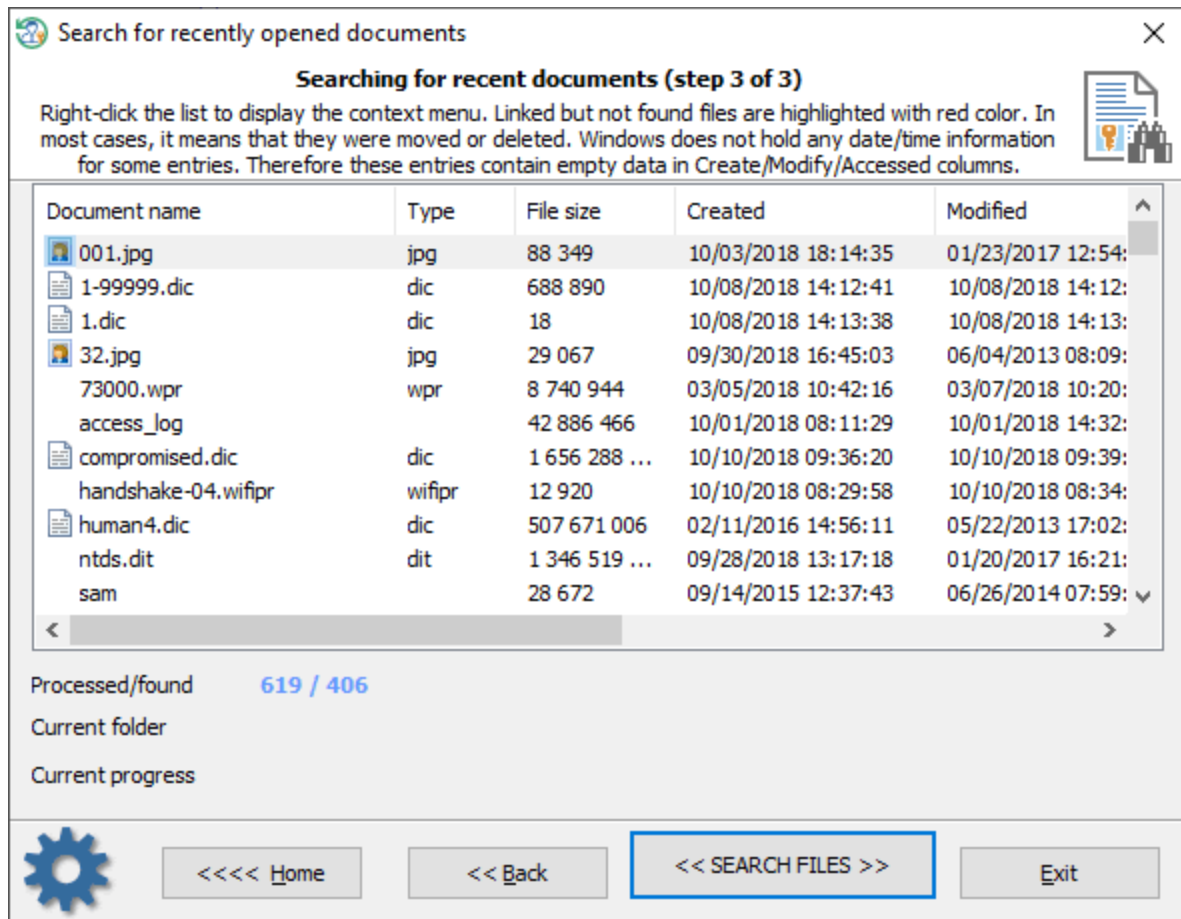 Search for recently opened documents
Searching for recent documents (step 3 of 3)
Right-click the list to display the context menu. Linked but not found files are highlighted with red color. In
most cases, it means that they were moved or deleted. Windows does not hold any date/time information
for some entries. Therefore these entries contain empty data in Create/Modify/Accessed columns.
Document name Type File size Created Modified
001.jpg jpg 88 349 10/03/2018 18:14:35 01/23/2017 12:54:
1-99999.dic dic 688 890 10/08/2018 14:12:41 10/08/2018 14:12:
1.dic dic 18 10/08/2018 14:13:38 10/08/2018 14:13:
32.jpg jpg 29 067 09/30/2018 16:45:03 06/04/2013 08:09:
73000.wpr wpr 8 740 944 03/05/2018 10:42:16 03/07/2018 10:20:
access_log 42 886 466 10/01/2018 08:11:29 10/01/2018 14:32:
compromised.dic dic 1 656 288 ... 10/10/2018 09:36:20 10/10/2018 09:39:
handshake-04.wifipr wifipr 12 920 10/10/2018 08:29:58 10/10/2018 08:34:
human4.dic dic 507 671 006 02/11/2016 14:56:11 05/22/2013 17:02:
ntds.dit dit 1 346 519 ... 09/28/2018 13:17:18 01/20/2017 16:21:
sam 28 672 09/14/2015 12:37:43 06/26/2014 07:59:
Processed/found 619 / 406
Current folder
Current progress
<<<< Home << Back << SEARCH FILES >> Exit